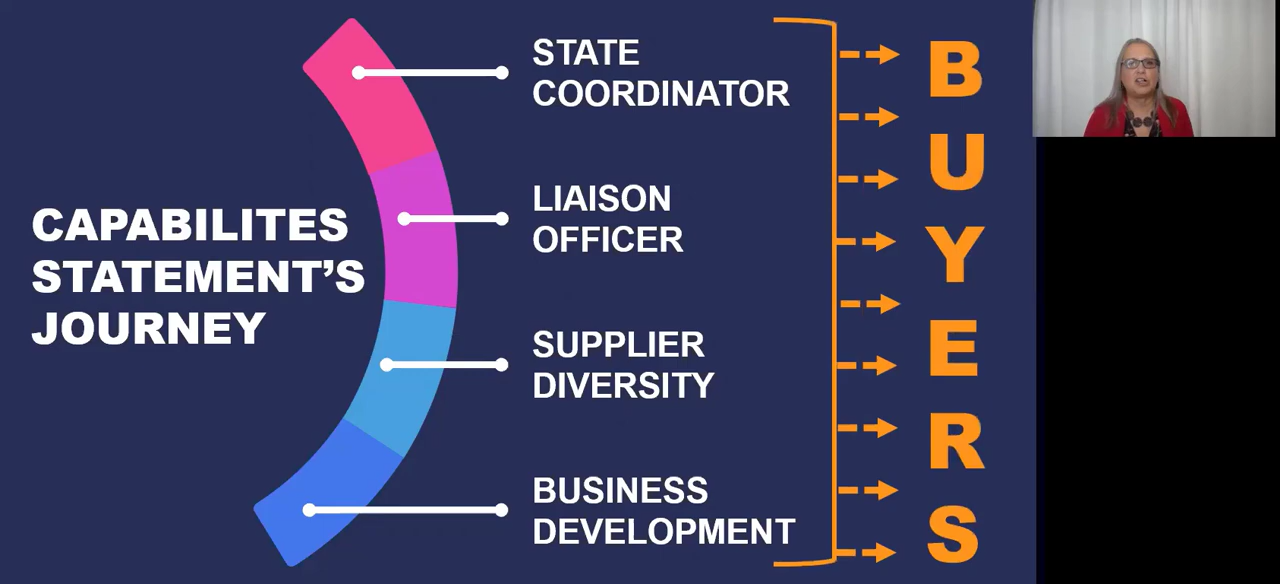 CAPABILITES
STATEMENT'S
JOURNEY
STATE
COORDINATOR
LIAISON
OFFICER
SUPPLIER
DIVERSITY
BUSINESS
DEVELOPMENT
B
U
Y
E
R
S